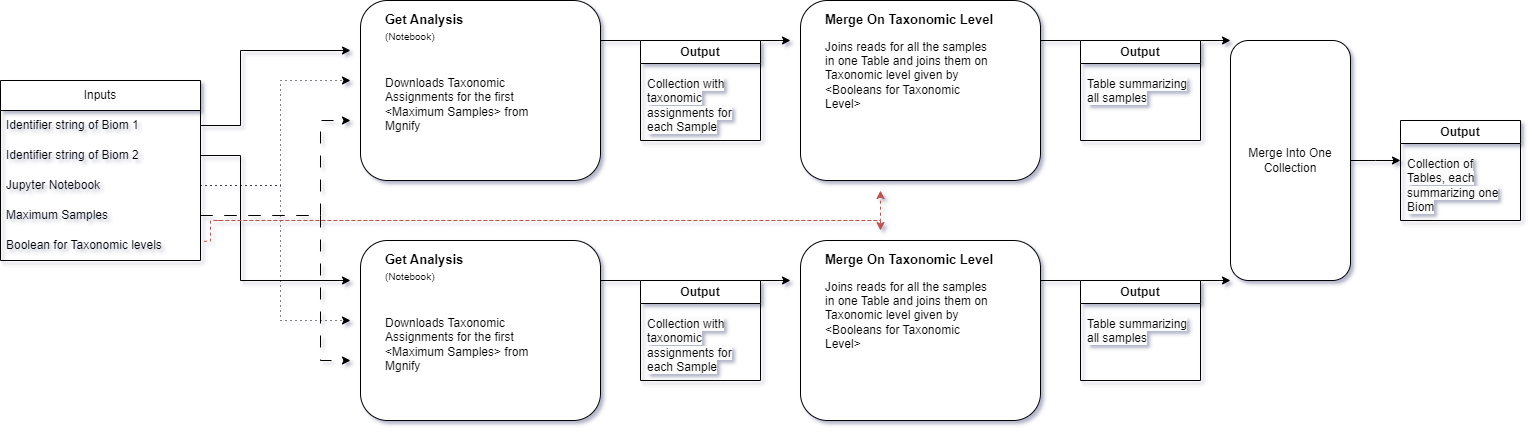 Inputs
Identifier string of Biom 1
Identifier string of Biom 2
Jupyter Notebook
Maximum Samples
Boolean for Taxonomic levels
Get Analysis
(Notebook)
Downloads Taxonomic
Assignments for the first
<Maximum Samples> from
Mgnify
Output
Collection with
taxonomic
assignments for
each Sample
Merge On Taxonomic Level
Joins reads for all the samples
in one Table and joins them on
Taxonomic level given by
<Booleans for Taxonomic
Level>
Output
Table summarizing
all samples
Get Analysis
(Notebook)
Downloads Taxonomic
Assignments for the first
<Maximum Samples> from
Mgnify
Output
Collection with
taxonomic
assignments for
each Sample
Merge On Taxonomic Level
Joins reads for all the samples
in one Table and joins them on
Taxonomic level given by
<Booleans for Taxonomic
Level>
Output
Table summarizing
all samples
Merge Into One
Collection
Output
Collection of
Tables, each
summarizing one
Biom